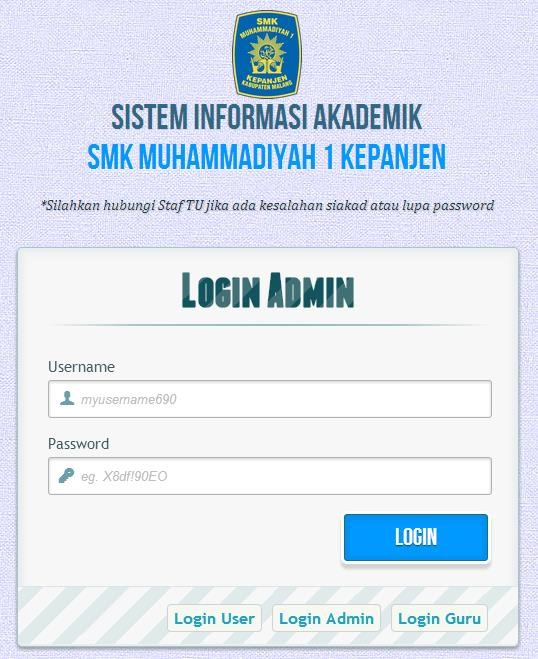 SMK
MUHAMMADIYAH 1
KEPANJEN
KABUPATEN MALANG
SISTEM INFORMASI AKADEMIK
SMK MUHAMMADIYAH 1 KEPANJEN
*Silahkan hubungi Staf TU jika ada kesalahan siakad atau lupa password
LOGIN ADMIN
Username
myusername690
Password
eg. X8df!90EO
LOGIN
Login User
Login Admin
Login Guru